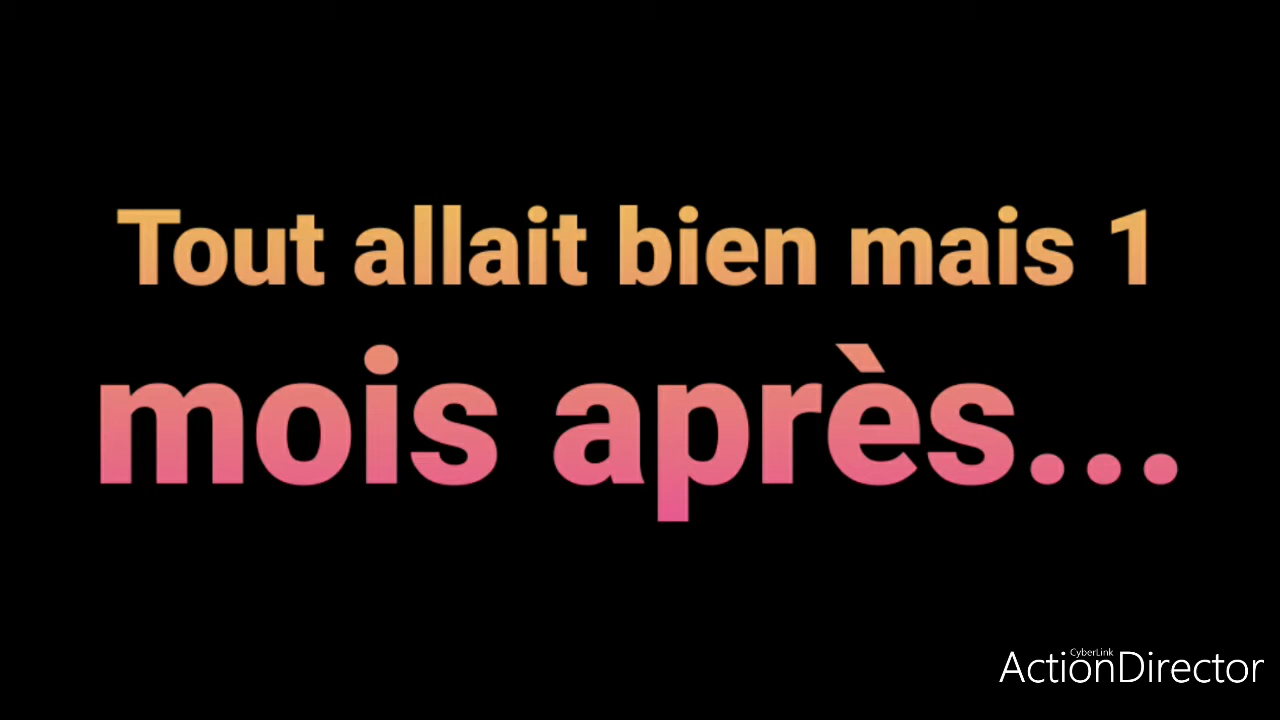 Tout allait bien mais 1
mois après...
CyberLink
ActionDirector